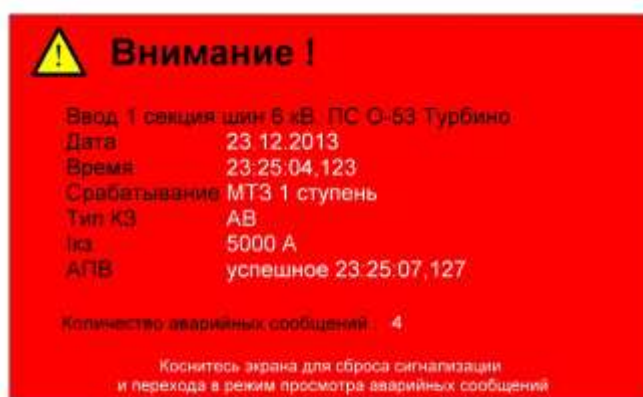 Внимание !
Ввод 1 секция шин 6 кВ. ПС О-53 Турбино
Дата 23.12.2013
Время 23:25:04,123
Срабатывание МТЗ 1 ступень
Тип КЗ АВ
Iкз 5000 А
АПВ успешное 23:25:07,127
Количество аварийных сообщений : 4
Коснитесь экрана для сброса сигнализации
и перехода в режим просмотра аварийных сообщений